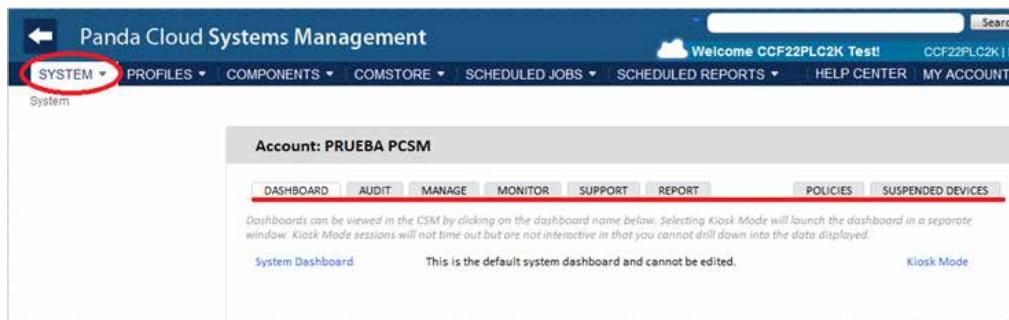 Panda Cloud Systems Management
Search
Welcome CCF22PLC2K Test!
CCF22PLC2K |
SYSTEM
PROFILES
COMPONENTS
COMSTORE
SCHEDULED JOBS
SCHEDULED REPORTS
HELP CENTER
MY ACCOUNT
System
Account: PRUEBA PCSM
DASHBOARD
AUDIT
MANAGE
MONITOR
SUPPORT
REPORT
POLICIES
SUSPENDED DEVICES
Dashboards can be viewed in the CSM by clicking on the dashboard name below. Selecting Kiosk Mode will launch the dashboard in a separate
window. Kiosk Mode sessions will not time out but are not interactive in that you cannot drill down into the data displayed.
System Dashboard
This is the default system dashboard and cannot be edited.
Kiosk Mode